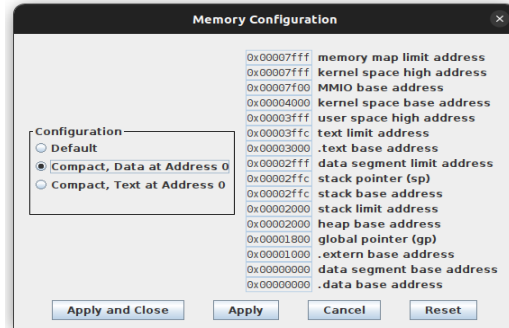 Memory Configuration
Configuration
Default
Compact, Data at Address 0
Compact, Text at Address 0
0x00007fff memory map limit address
0x00007fff kernel space high address
0x00007f00 MMIO base address
0x00004000 kernel space base address
0x00003fff user space high address
0x00003ffc text limit address
0x00003000 .text base address
0x00002fff data segment limit address
0x00002ffc stack pointer (sp)
0x00002ffc stack base address
0x00002000 stack limit address
0x00002000 heap base address
0x00001800 global pointer (gp)
0x00001000 .extern base address
0x00000000 data segment base address
0x00000000 .data base address
Apply and Close Apply Cancel Reset